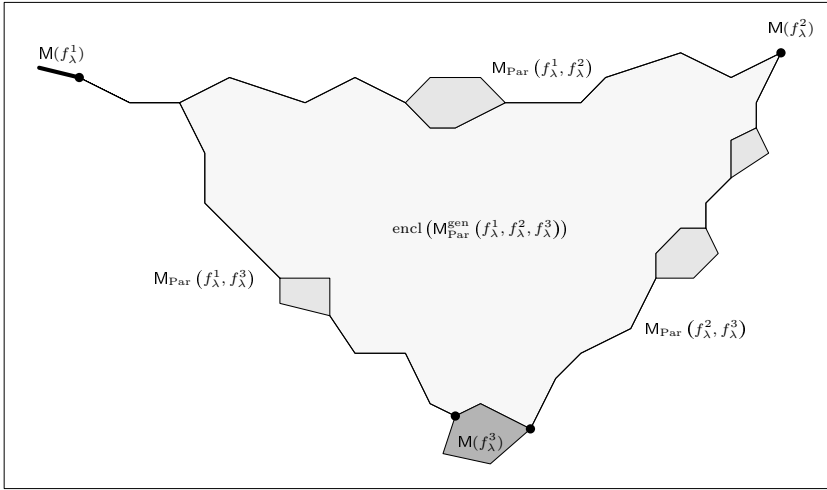 M(f_λ^2)
M(f_λ^1)
M_Par (f_λ^1, f_λ^2)
encl (M_Par^gen (f_λ^1, f_λ^2, f_λ^3))
M_Par (f_λ^1, f_λ^3)
M_Par (f_λ^2, f_λ^3)
M(f_λ^3)